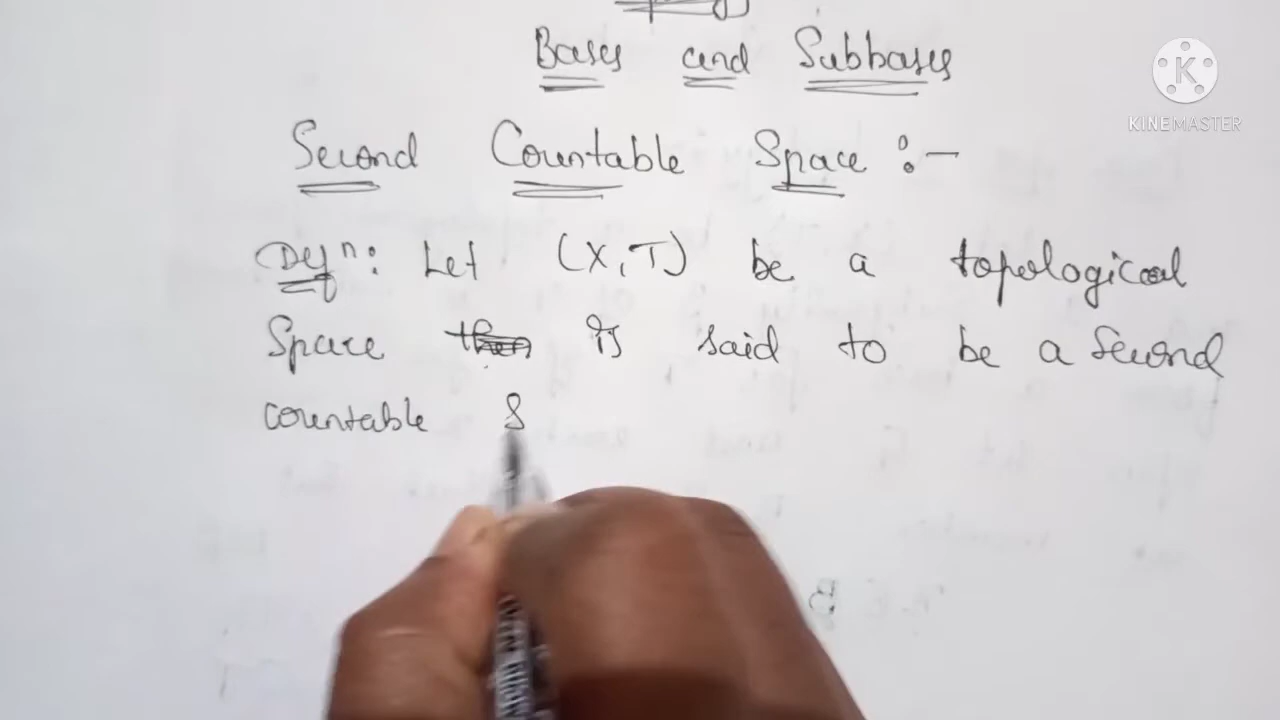 Bases and Subbases
KINEMASTER
Second Countable Space :-
Defn: Let (X, T) be a topological
Space then is said to be a Second
countable S